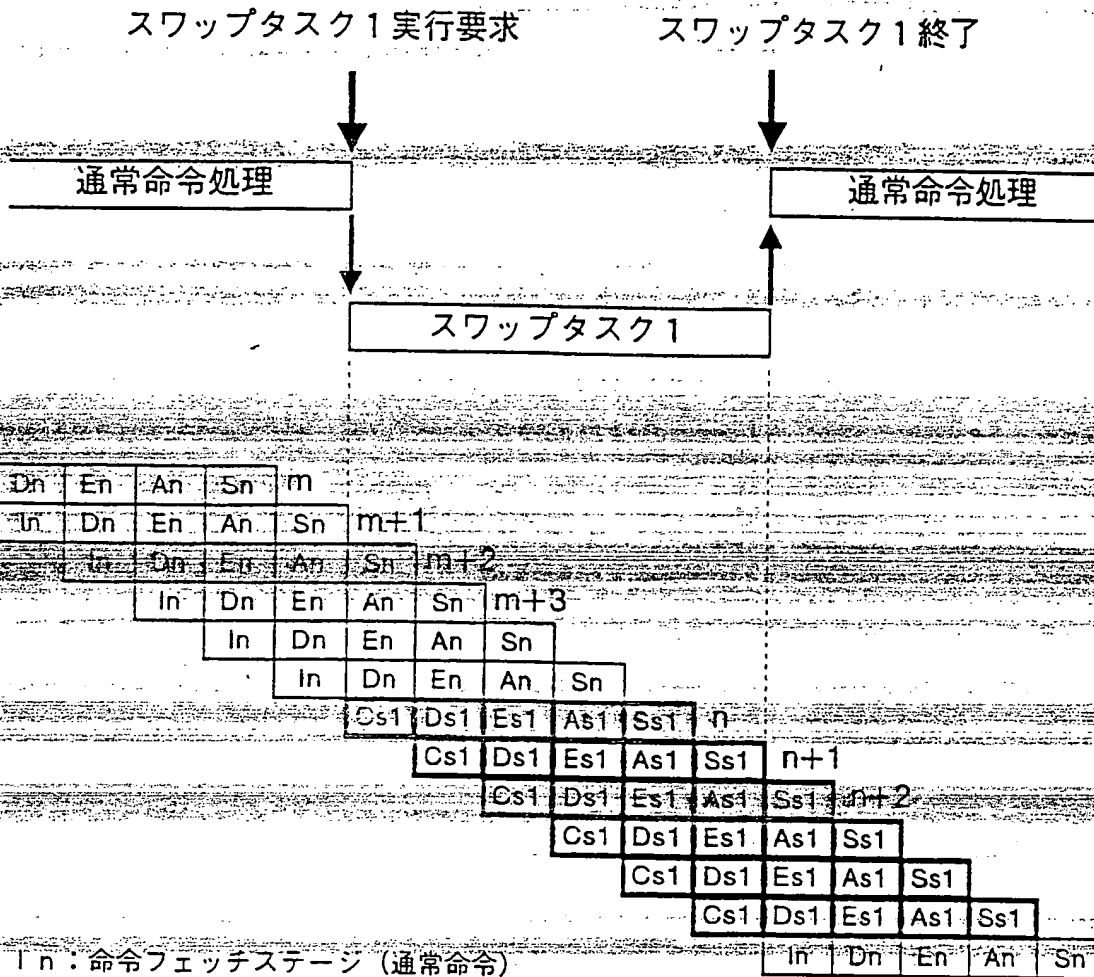 スワップタスク1実行要求 スワップタスク1終了
通常命令処理 通常命令処理
スワップタスク1
Dn En An Sn m
In Dn En An Sn m+1
In Dn En An Sn m+2
In Dn En An Sn m+3
In Dn En An Sn
In Dn En An Sn
Cs1 Ds1 Es1 As1 Ss1 n
Cs1 Ds1 Es1 As1 Ss1 n+1
Cs1 Ds1 Es1 As1 Ss1 n+2
Cs1 Ds1 Es1 As1 Ss1
Cs1 Ds1 Es1 As1 Ss1
Cs1 Ds1 Es1 As1 Ss1
In Dn En An Sn
In:命令フェッチステージ(通常命令)